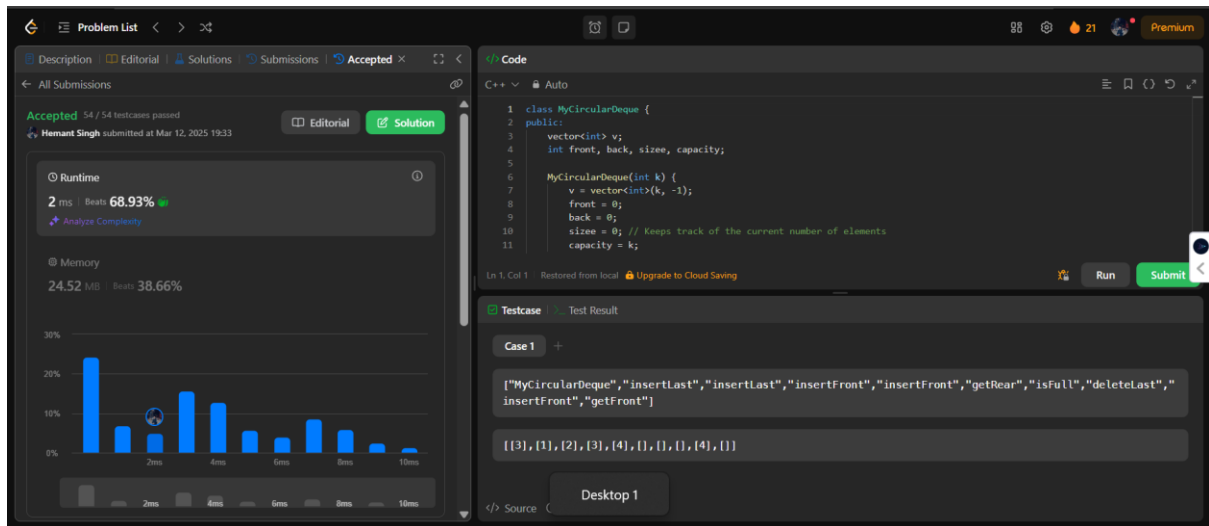 Problem List
21
Premium
Description | Editorial | Solutions | Submissions | Accepted ×
← All Submissions
Accepted 54 / 54 testcases passed
Hemant Singh submitted at Mar 12, 2025 19:33
Editorial
Solution
Runtime
2 ms | Beats 68.93%
Analyze Complexity
Memory
24.52 MB | Beats 38.66%
30%
20%
10%
0%
2ms 4ms 6ms 8ms 10ms
2ms 4ms 6ms 8ms 10ms
</> Code
C++ Auto
1 class MyCircularDeque {
2 public:
3 vector<int> v;
4 int front, back, sizee, capacity;
5
6 MyCircularDeque(int k) {
7 v = vector<int>(k, -1);
8 front = 0;
9 back = 0;
10 sizee = 0; // Keeps track of the current number of elements
11 capacity = k;
Ln 1, Col 1 | Restored from local Upgrade to Cloud Saving
Run
Submit
Testcase | >_ Test Result
Case 1 +
["MyCircularDeque","insertLast","insertLast","insertFront","insertFront","getRear","isFull","deleteLast","
insertFront","getFront"]
[[3],[1],[2],[3],[4],[],[],[],[4],[]]
</> Source
Desktop 1